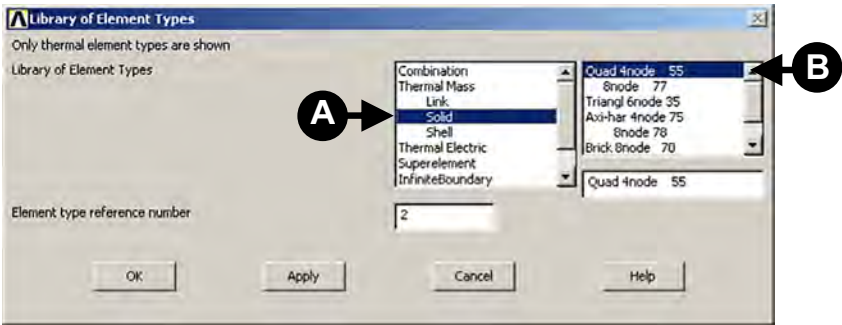 Library of Element Types
Only thermal element types are shown
Library of Element Types
Combination
Thermal Mass
Link
Solid
Shell
Thermal Electric
Superelement
InfiniteBoundary
Quad 4node 55
8node 77
Triangl 6node 35
Axi-har 4node 75
8node 78
Brick 8node 70
Quad 4node 55
A
B
Element type reference number
2
OK
Apply
Cancel
Help